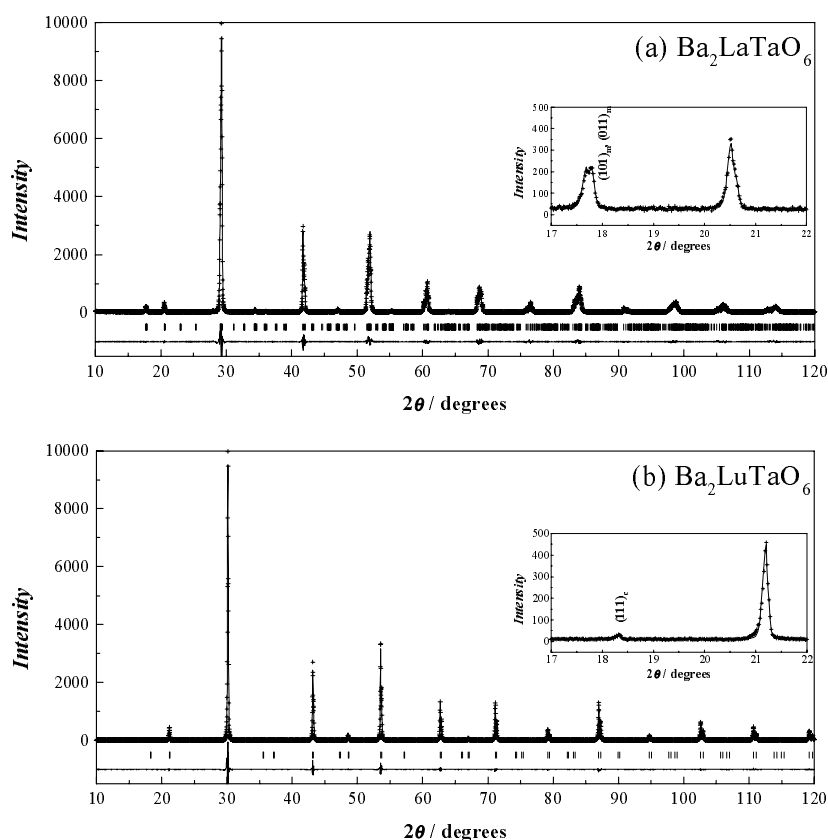 (a) Ba₂LaTaO₆
10000
8000
6000
4000
2000
0
Intensity
10 20 30 40 50 60 70 80 90 100 110 120
2θ / degrees
500
400
300
200
100
0
Intensity
(101)ₘ, (011)ₘ
17 18 19 20 21 22
2θ / degrees
(b) Ba₂LuTaO₆
10000
8000
6000
4000
2000
0
Intensity
10 20 30 40 50 60 70 80 90 100 110 120
2θ / degrees
500
400
300
200
100
0
Intensity
(111)c
17 18 19 20 21 22
2θ / degrees